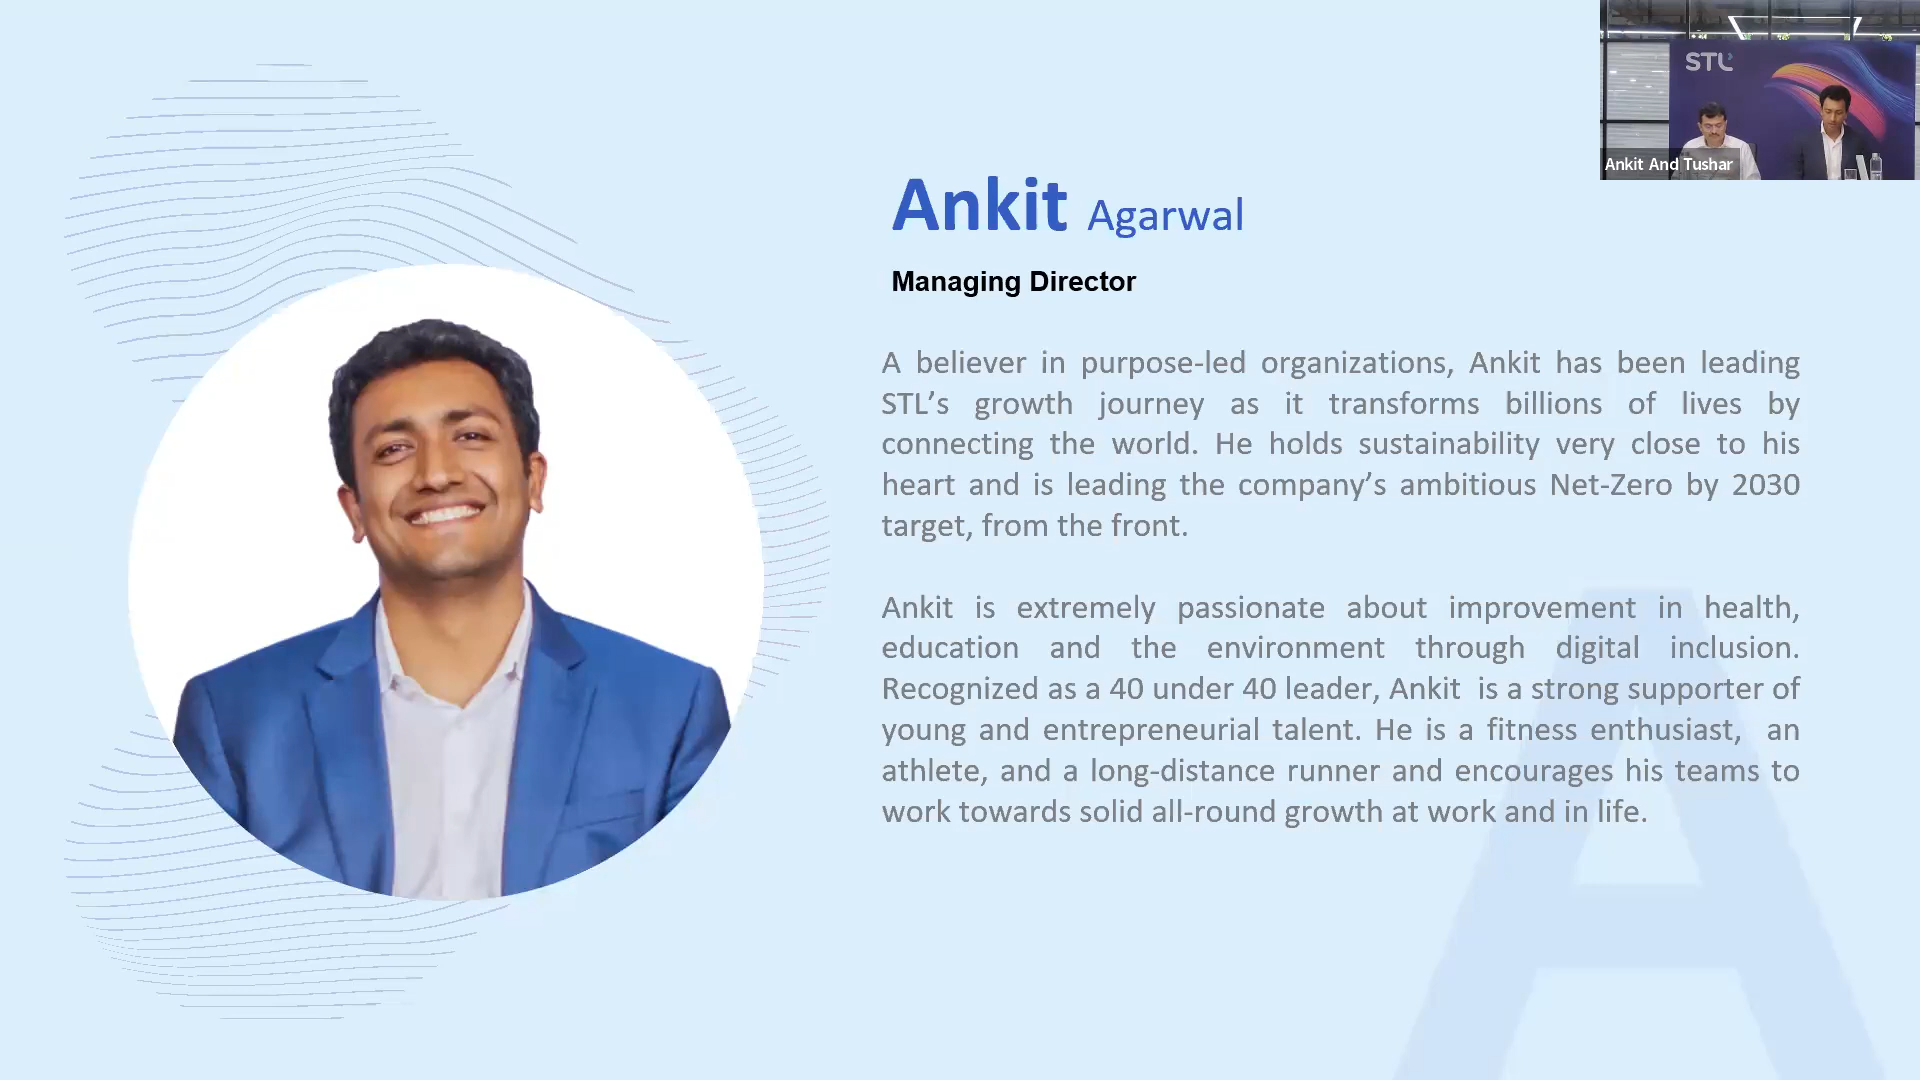 STL
Ankit And Tushar
Ankit Agarwal
Managing Director
A believer in purpose-led organizations, Ankit has been leading
STL’s growth journey as it transforms billions of lives by
connecting the world. He holds sustainability very close to his
heart and is leading the company’s ambitious Net-Zero by 2030
target, from the front.
Ankit is extremely passionate about improvement in health,
education and the environment through digital inclusion.
Recognized as a 40 under 40 leader, Ankit is a strong supporter of
young and entrepreneurial talent. He is a fitness enthusiast, an
athlete, and a long-distance runner and encourages his teams to
work towards solid all-round growth at work and in life.